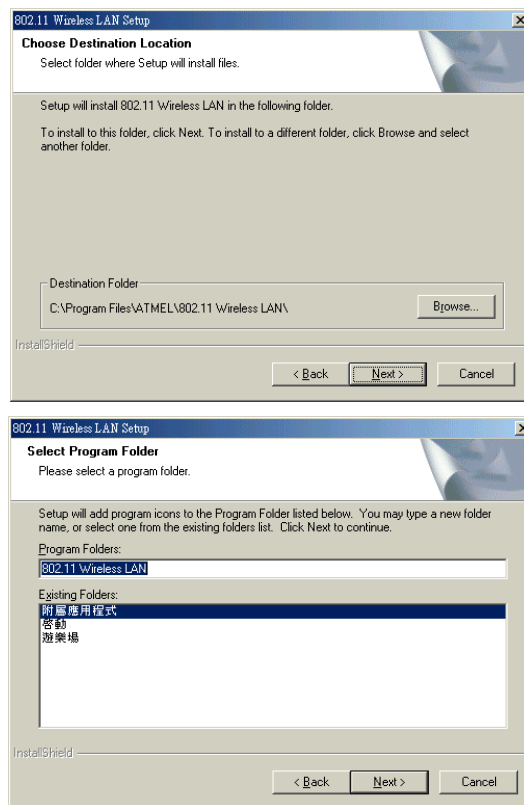 802.11 Wireless LAN Setup
Choose Destination Location
Select folder where Setup will install files.
Setup will install 802.11 Wireless LAN in the following folder.
To install to this folder, click Next. To install to a different folder, click Browse and select
another folder.
Destination Folder
C:\Program Files\ATMEL\802.11 Wireless LAN\
Browse...
InstallShield
< Back
Next >
Cancel
802.11 Wireless LAN Setup
Select Program Folder
Please select a program folder.
Setup will add program icons to the Program Folder listed below. You may type a new folder
name, or select one from the existing folders list. Click Next to continue.
Program Folders:
802.11 Wireless LAN
Existing Folders:
附屬應用程式
啓動
遊樂場
InstallShield
< Back
Next >
Cancel